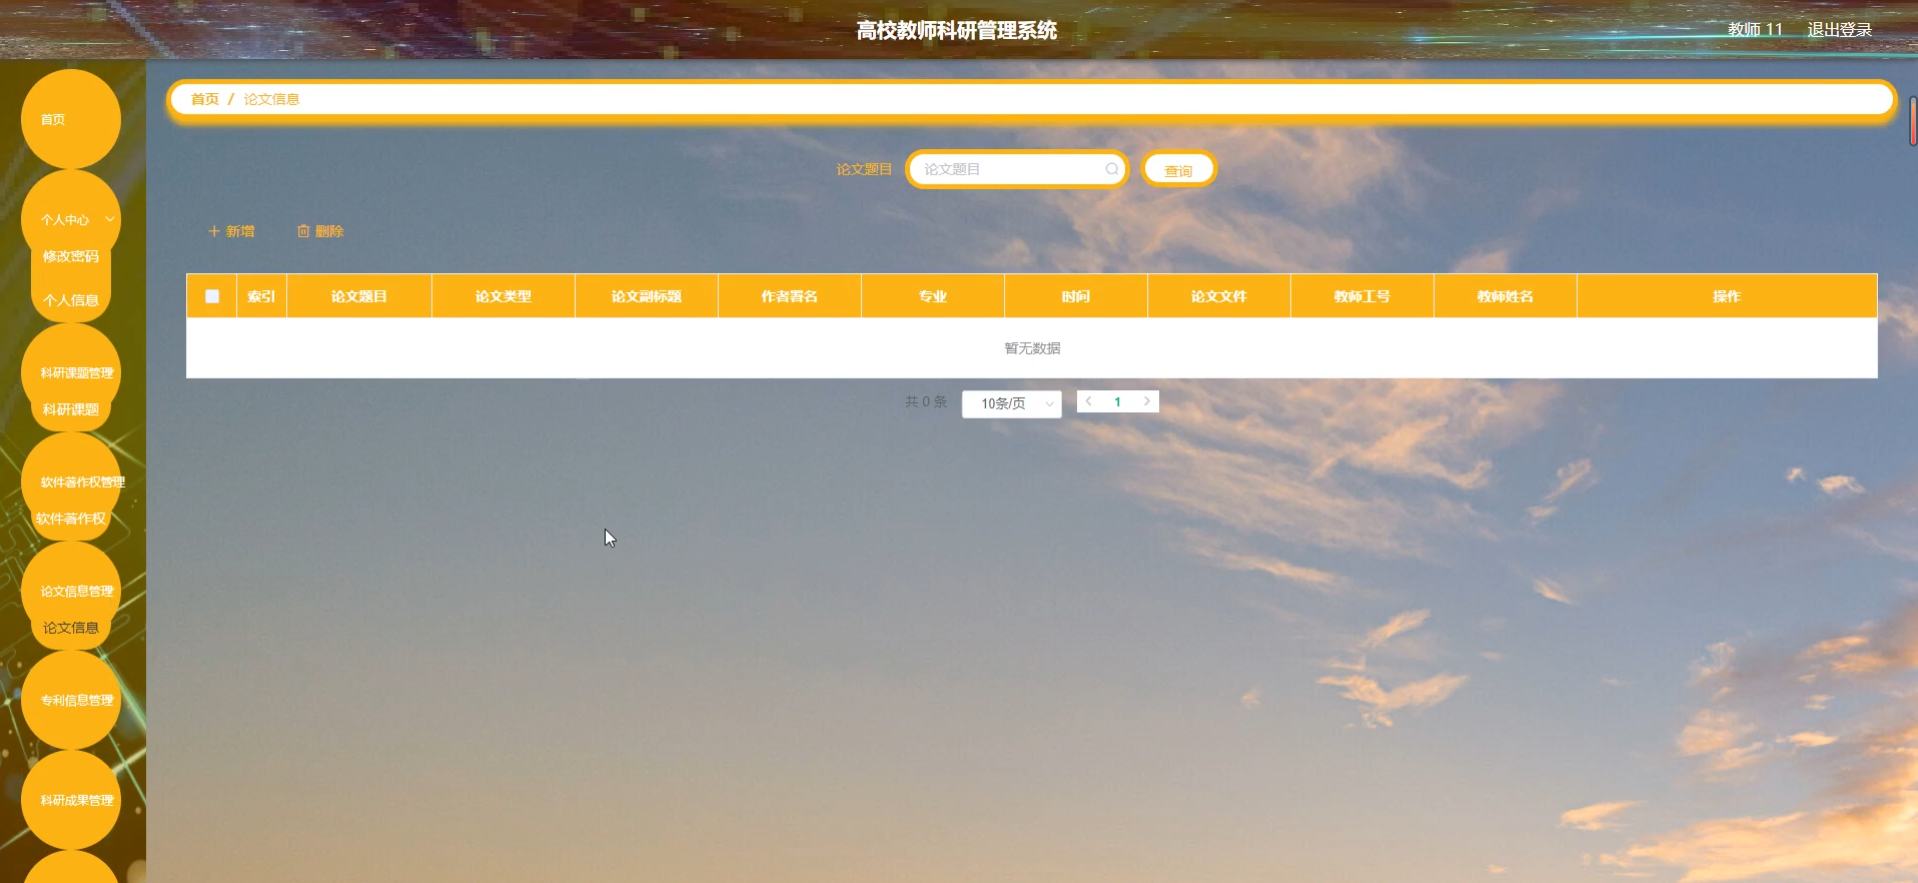 高校教师科研管理系统
教师 11 退出登录
首页
个人中心
修改密码
个人信息
科研课题管理
科研课题
软件著作权管理
软件著作权
论文信息管理
论文信息
专利信息管理
科研成果管理
首页 / 论文信息
论文题目 论文题目 查询
新增 删除
索引 论文题目 论文类型 论文副标题 作者署名 专业 时间 论文文件 教师工号 教师姓名 操作
暂无数据
共 0 条 10条/页 1